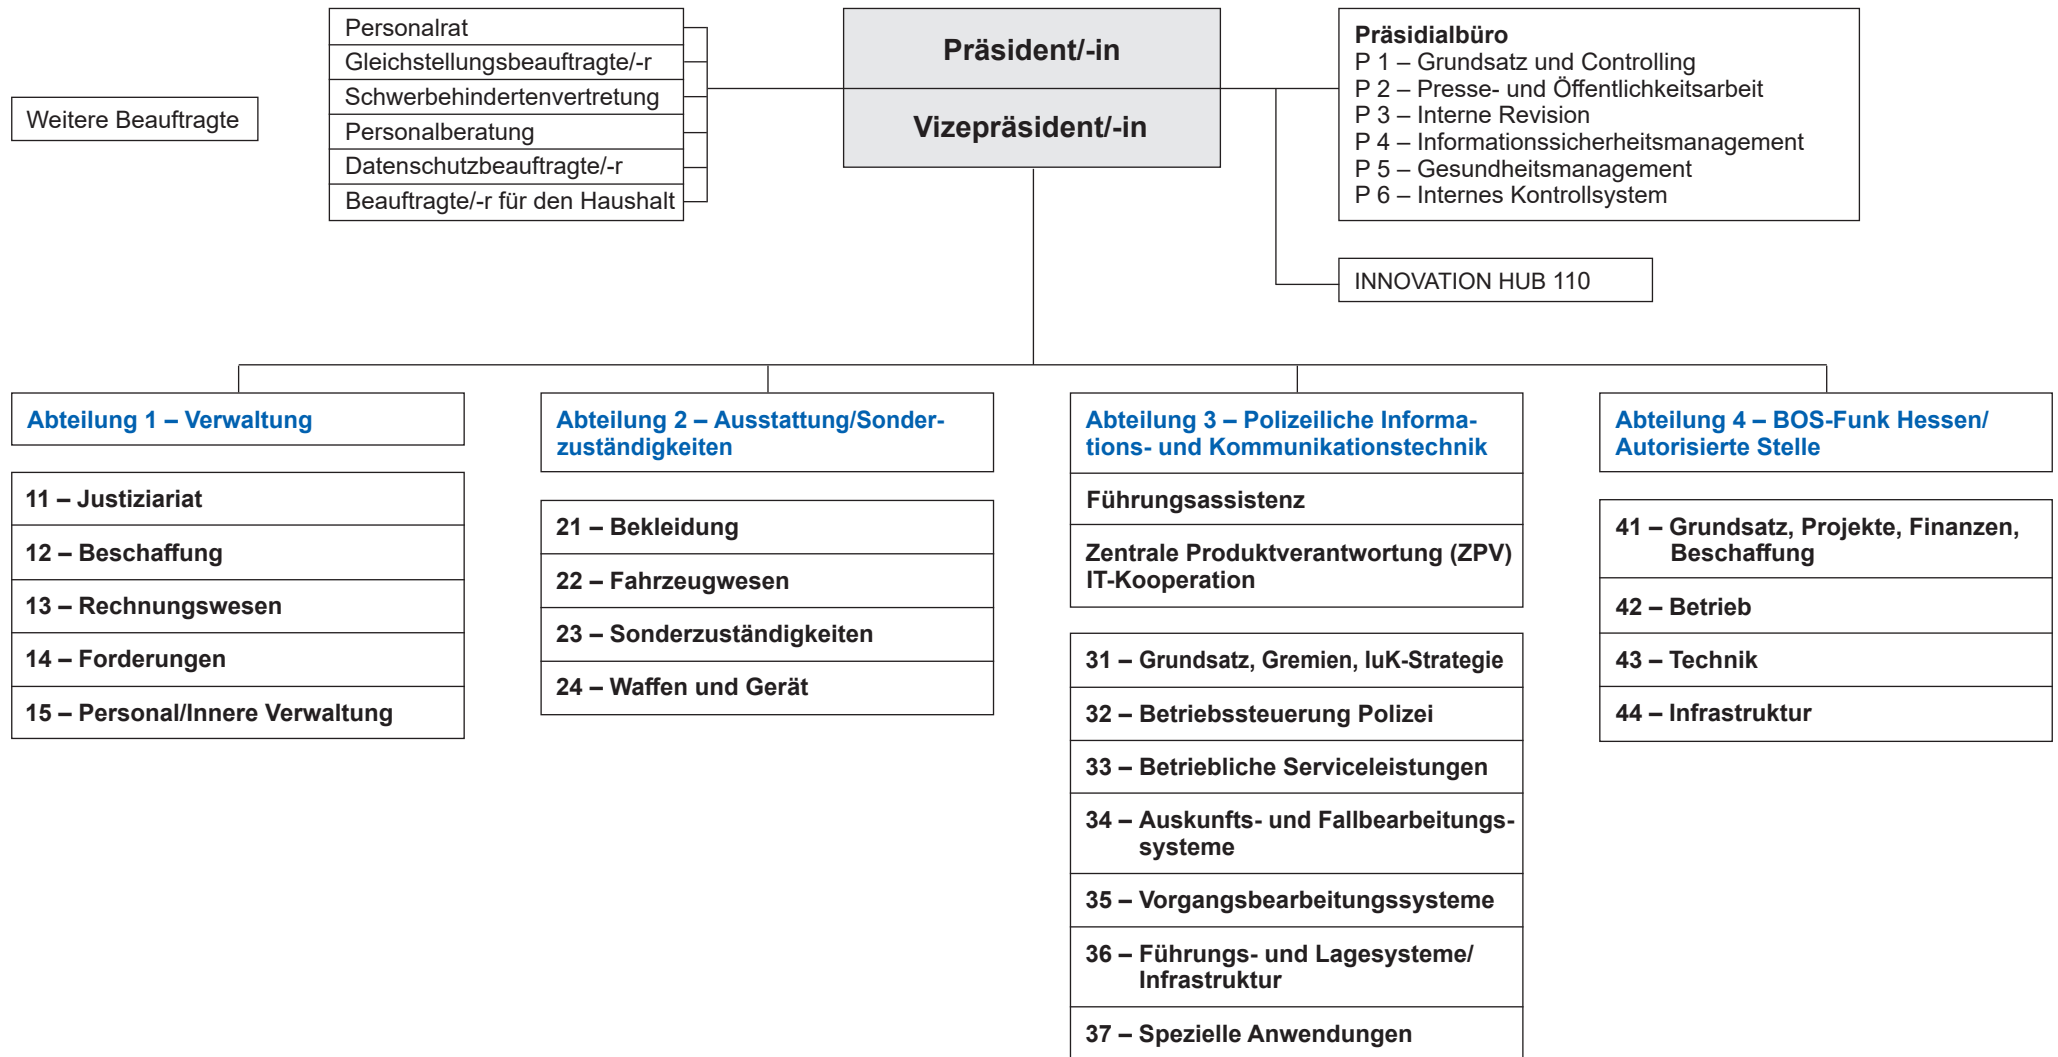 Weitere Beauftragte
Personalrat
Gleichstellungsbeauftragte/-r
Schwerbehindertenvertretung
Personalberatung
Datenschutzbeauftragte/-r
Beauftragte/-r für den Haushalt
Präsident/-in
Vizepräsident/-in
Präsidialbüro
P 1 – Grundsatz und Controlling
P 2 – Presse- und Öffentlichkeitsarbeit
P 3 – Interne Revision
P 4 – Informationssicherheitsmanagement
P 5 – Gesundheitsmanagement
P 6 – Internes Kontrollsystem
INNOVATION HUB 110
Abteilung 1 – Verwaltung
11 – Justiziariat
12 – Beschaffung
13 – Rechnungswesen
14 – Forderungen
15 – Personal/Innere Verwaltung
Abteilung 2 – Ausstattung/Sonder-
zuständigkeiten
21 – Bekleidung
22 – Fahrzeugwesen
23 – Sonderzuständigkeiten
24 – Waffen und Gerät
Abteilung 3 – Polizeiliche Informa-
tions- und Kommunikationstechnik
Führungsassistenz
Zentrale Produktverantwortung (ZPV)
IT-Kooperation
31 – Grundsatz, Gremien, IuK-Strategie
32 – Betriebssteuerung Polizei
33 – Betriebliche Serviceleistungen
34 – Auskunfts- und Fallbearbeitungs-
systeme
35 – Vorgangsbearbeitungssysteme
36 – Führungs- und Lagesysteme/
Infrastruktur
37 – Spezielle Anwendungen
Abteilung 4 – BOS-Funk Hessen/
Autorisierte Stelle
41 – Grundsatz, Projekte, Finanzen,
Beschaffung
42 – Betrieb
43 – Technik
44 – Infrastruktur